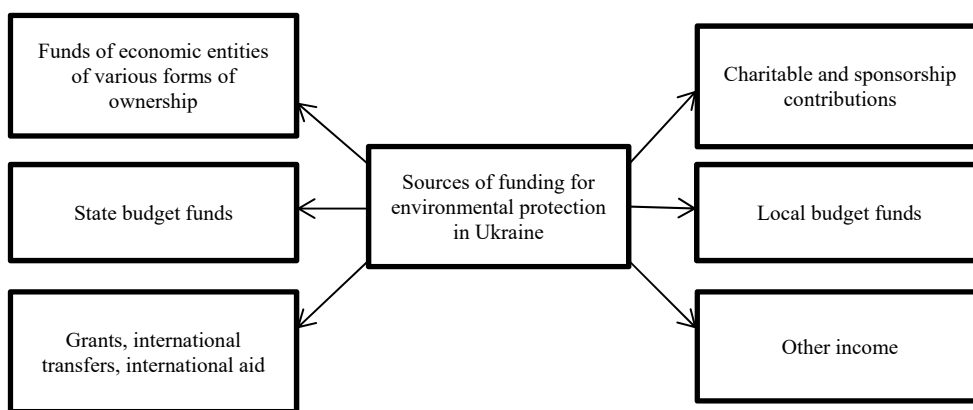 Funds of economic entities
of various forms of
ownership
Charitable and sponsorship
contributions
Sources of funding for
environmental protection
in Ukraine
State budget funds
Local budget funds
Grants, international
transfers, international aid
Other income